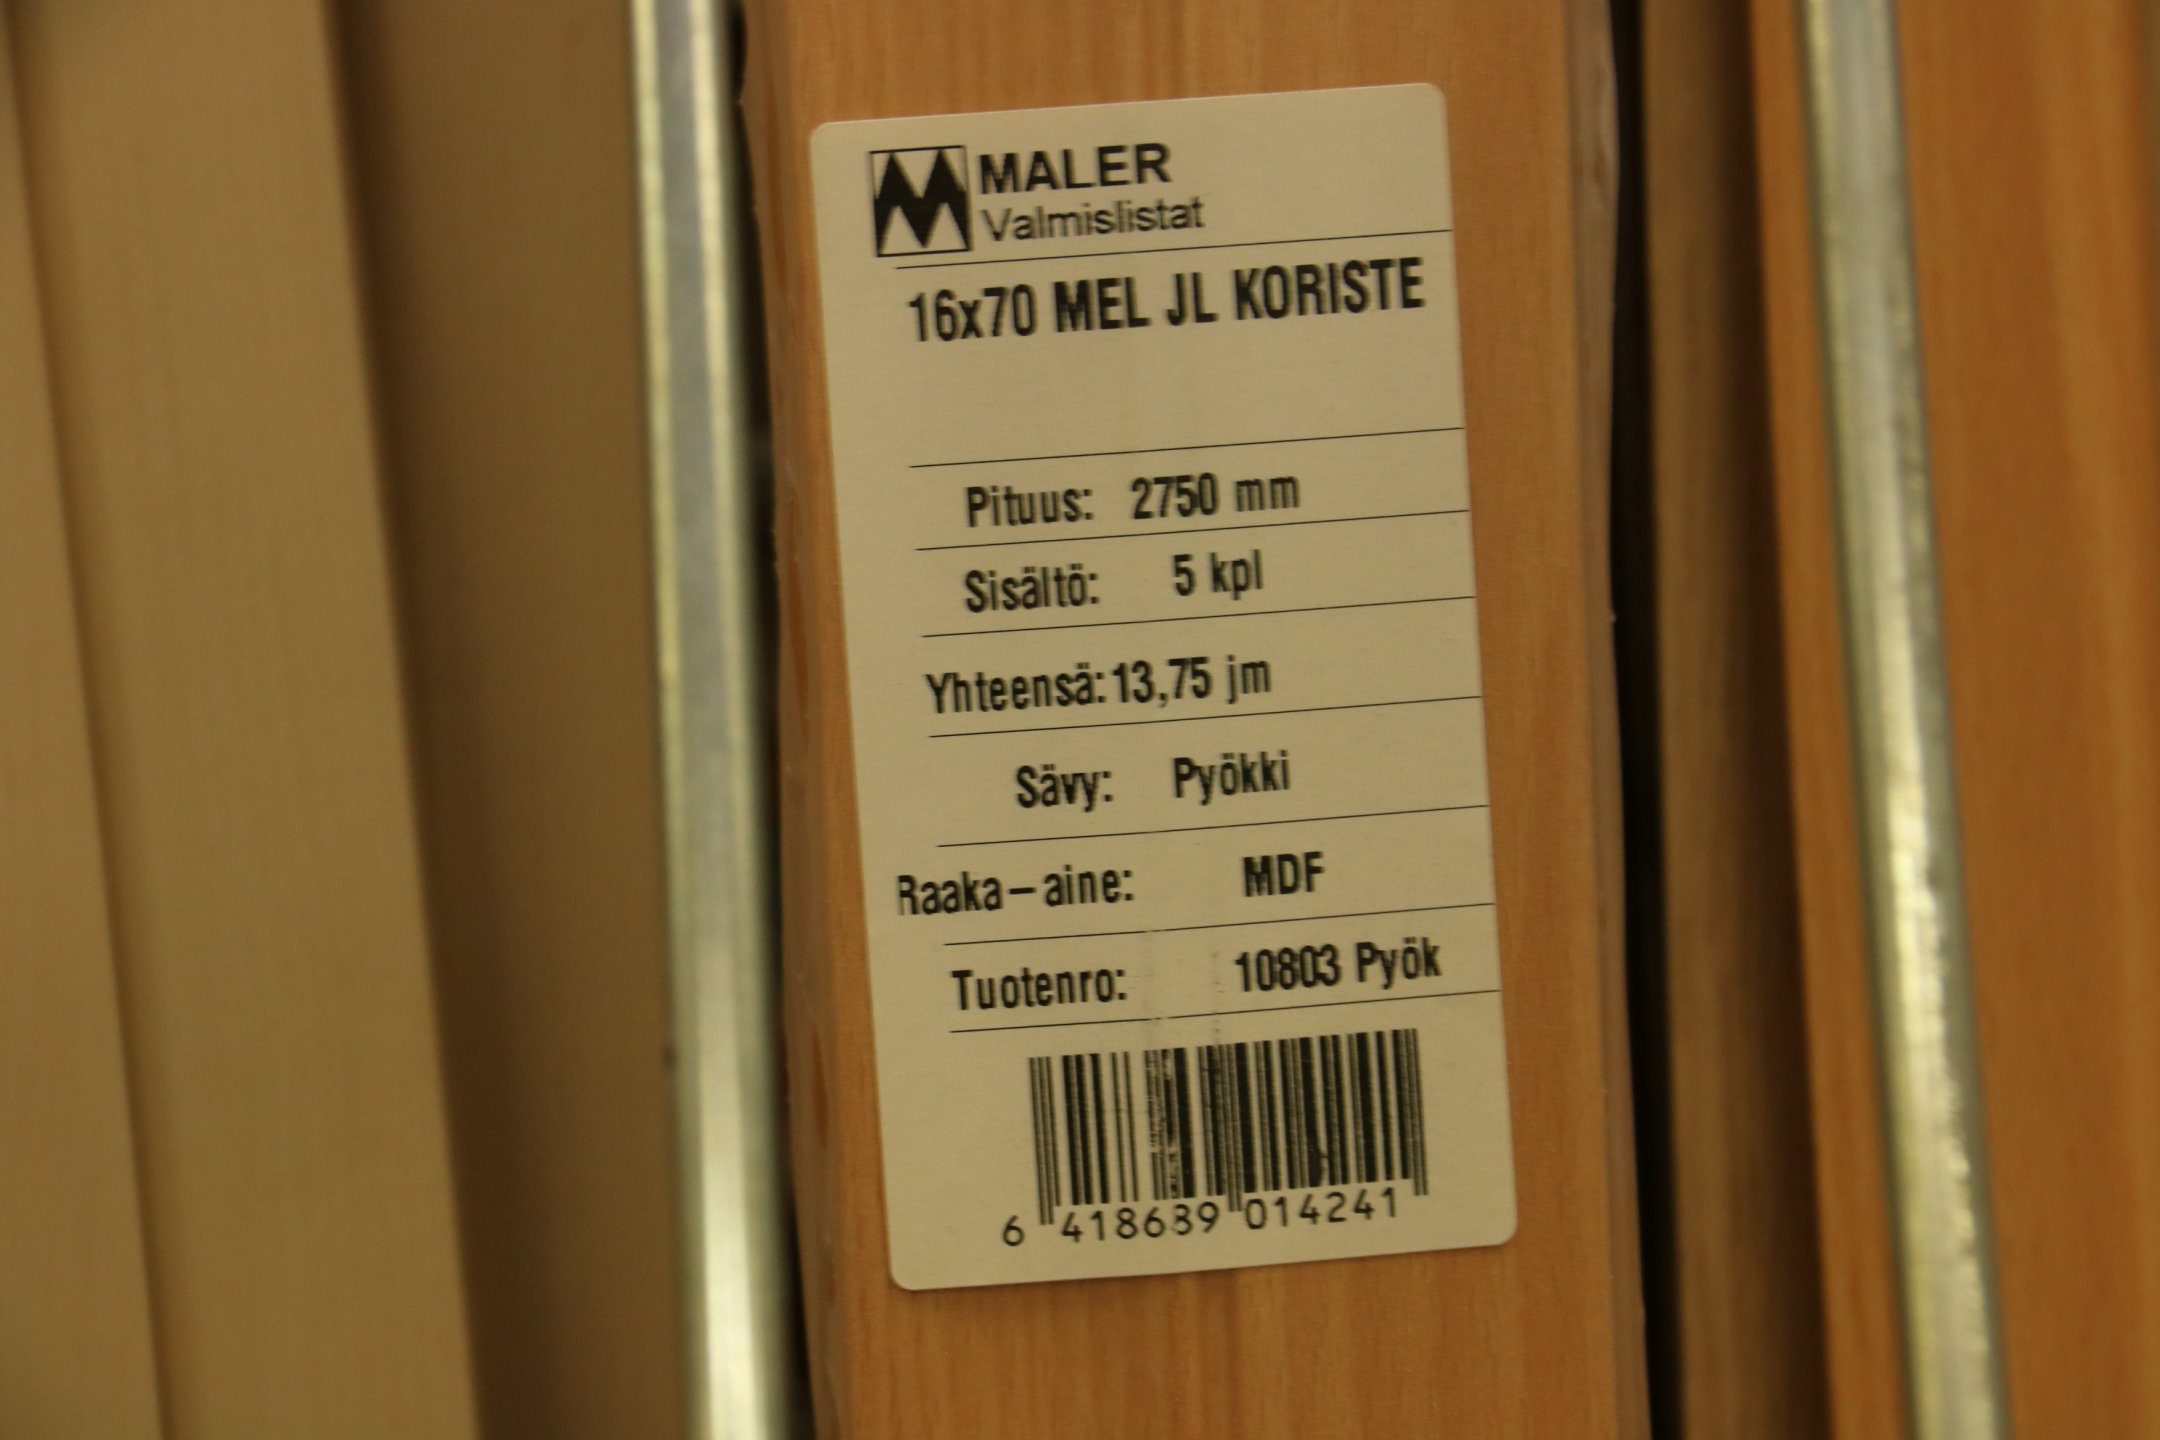 MALER
Valmislistat
16x70 MEL JL KORISTE
Pituus: 2750 mm
Sisältö: 5 kpl
Yhteensä: 13,75 jm
Sävy: Pyökki
Raaka-aine: MDF
Tuotenro: 10803 Pyök
6 418689 014241